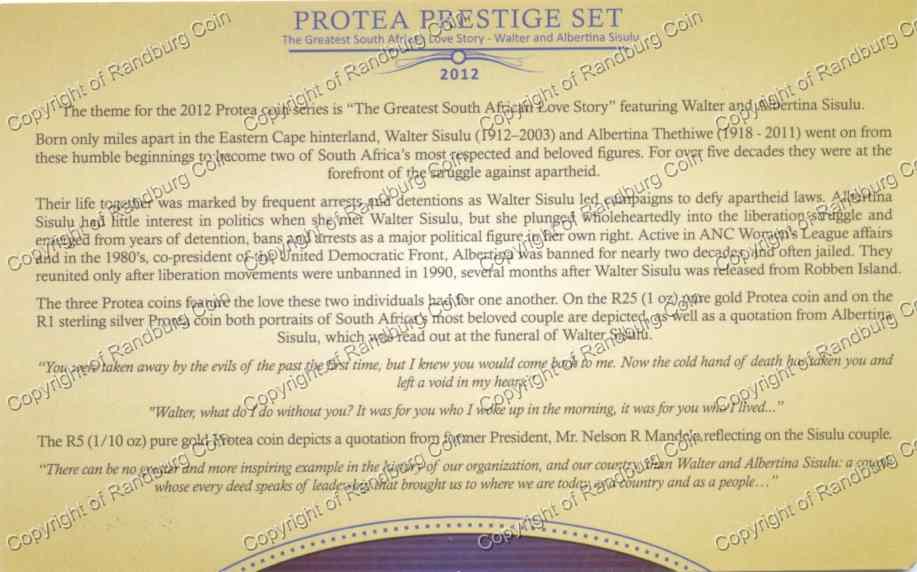 PROTEA PRESTIGE SET
The Greatest South African Love Story - Walter and Albertina Sisulu
2012
The theme for the 2012 Protea coin series is "The Greatest South African Love Story" featuring Walter and Albertina Sisulu.
Born only miles apart in the Eastern Cape hinterland, Walter Sisulu (1912–2003) and Albertina Thethiwe (1918 - 2011) went on from
these humble beginnings to become two of South Africa's most respected and beloved figures. For over five decades they were at the
forefront of the struggle against apartheid.
Their life together was marked by frequent arrests and detentions as Walter Sisulu led campaigns to defy apartheid laws. Albertina
Sisulu had little interest in politics when she met Walter Sisulu, but she plunged wholeheartedly into the liberation struggle and
emerged from years of detention, bans and arrests as a major political figure in her own right. Active in ANC Women's League affairs
and in the 1980's, co-president of the United Democratic Front, Albertina was banned for nearly two decades and often jailed. They
reunited only after liberation movements were unbanned in 1990, several months after Walter Sisulu was released from Robben Island.
The three Protea coins feature the love these two individuals had for one another. On the R25 (1 oz) pure gold Protea coin and on the
R1 sterling silver Protea coin both portraits of South Africa's most beloved couple are depicted, as well as a quotation from Albertina
Sisulu, which was read out at the funeral of Walter Sisulu.
"You were taken away by the evils of the past the first time, but I knew you would come back to me. Now the cold hand of death has taken you and
left a void in my heart."
"Walter, what do I do without you? It was for you who I woke up in the morning, it was for you who I lived..."
The R5 (1/10 oz) pure gold Protea coin depicts a quotation from former President, Mr. Nelson R Mandela reflecting on the Sisulu couple.
"There can be no greater and more inspiring example in the history of our organization, and our country than Walter and Albertina Sisulu: a couple
whose every deed speaks of leadership that brought us to where we are today as a country and as a people…"
Copyright of Randburg Coin